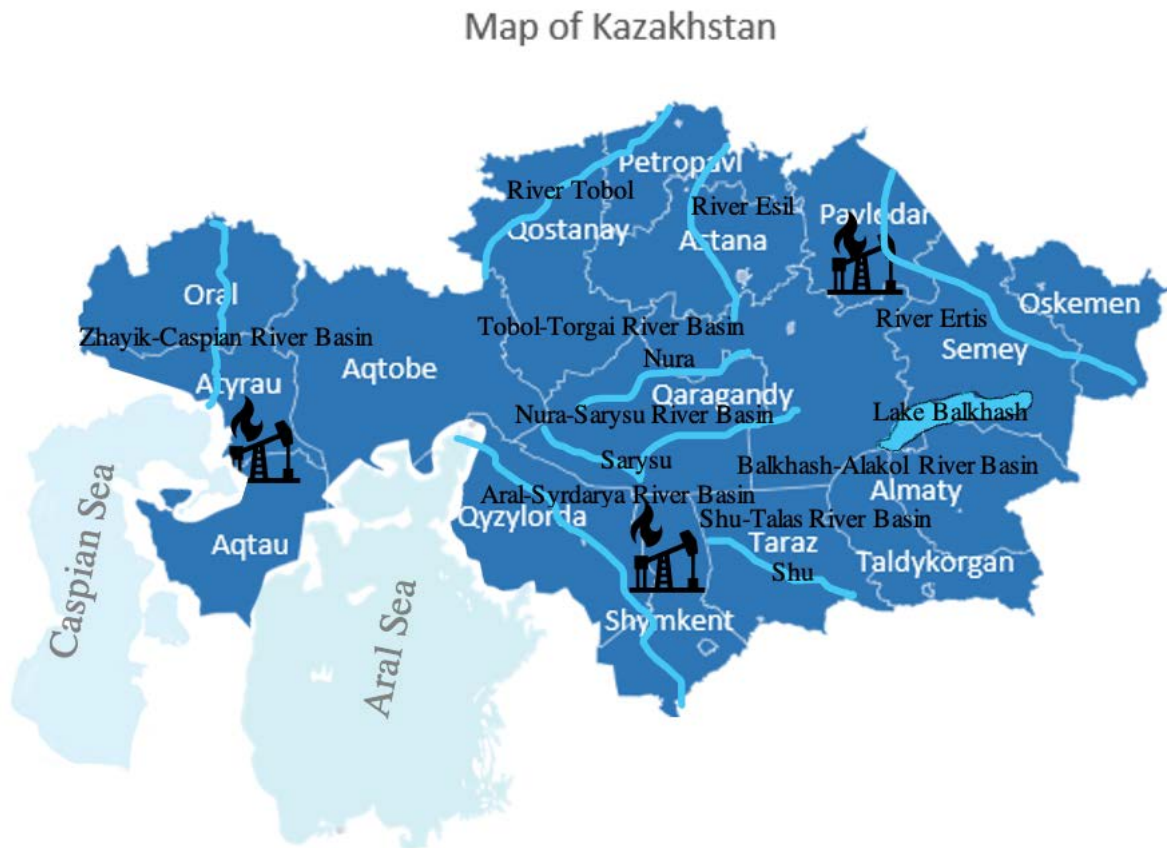 Map of Kazakhstan
Petropavl
River Tobol
River Esil
Pavlodar
Qostanay
Astana
Oral
Oskemen
River Ertis
Zhayik-Caspian River Basin
Tobol-Torgai River Basin
Semey
Nura
Aqtobe
Atyrau
Qaragandy
Lake Balkhash
Nura-Sarysu River Basin
Sarysu
Balkhash-Alakol River Basin
Almaty
Aral-Syrdarya River Basin
Qyzylorda
Shu-Talas River Basin
Caspian Sea
Aqtau
Taraz
Taldykorgan
Shu
Shymkent
Aral Sea